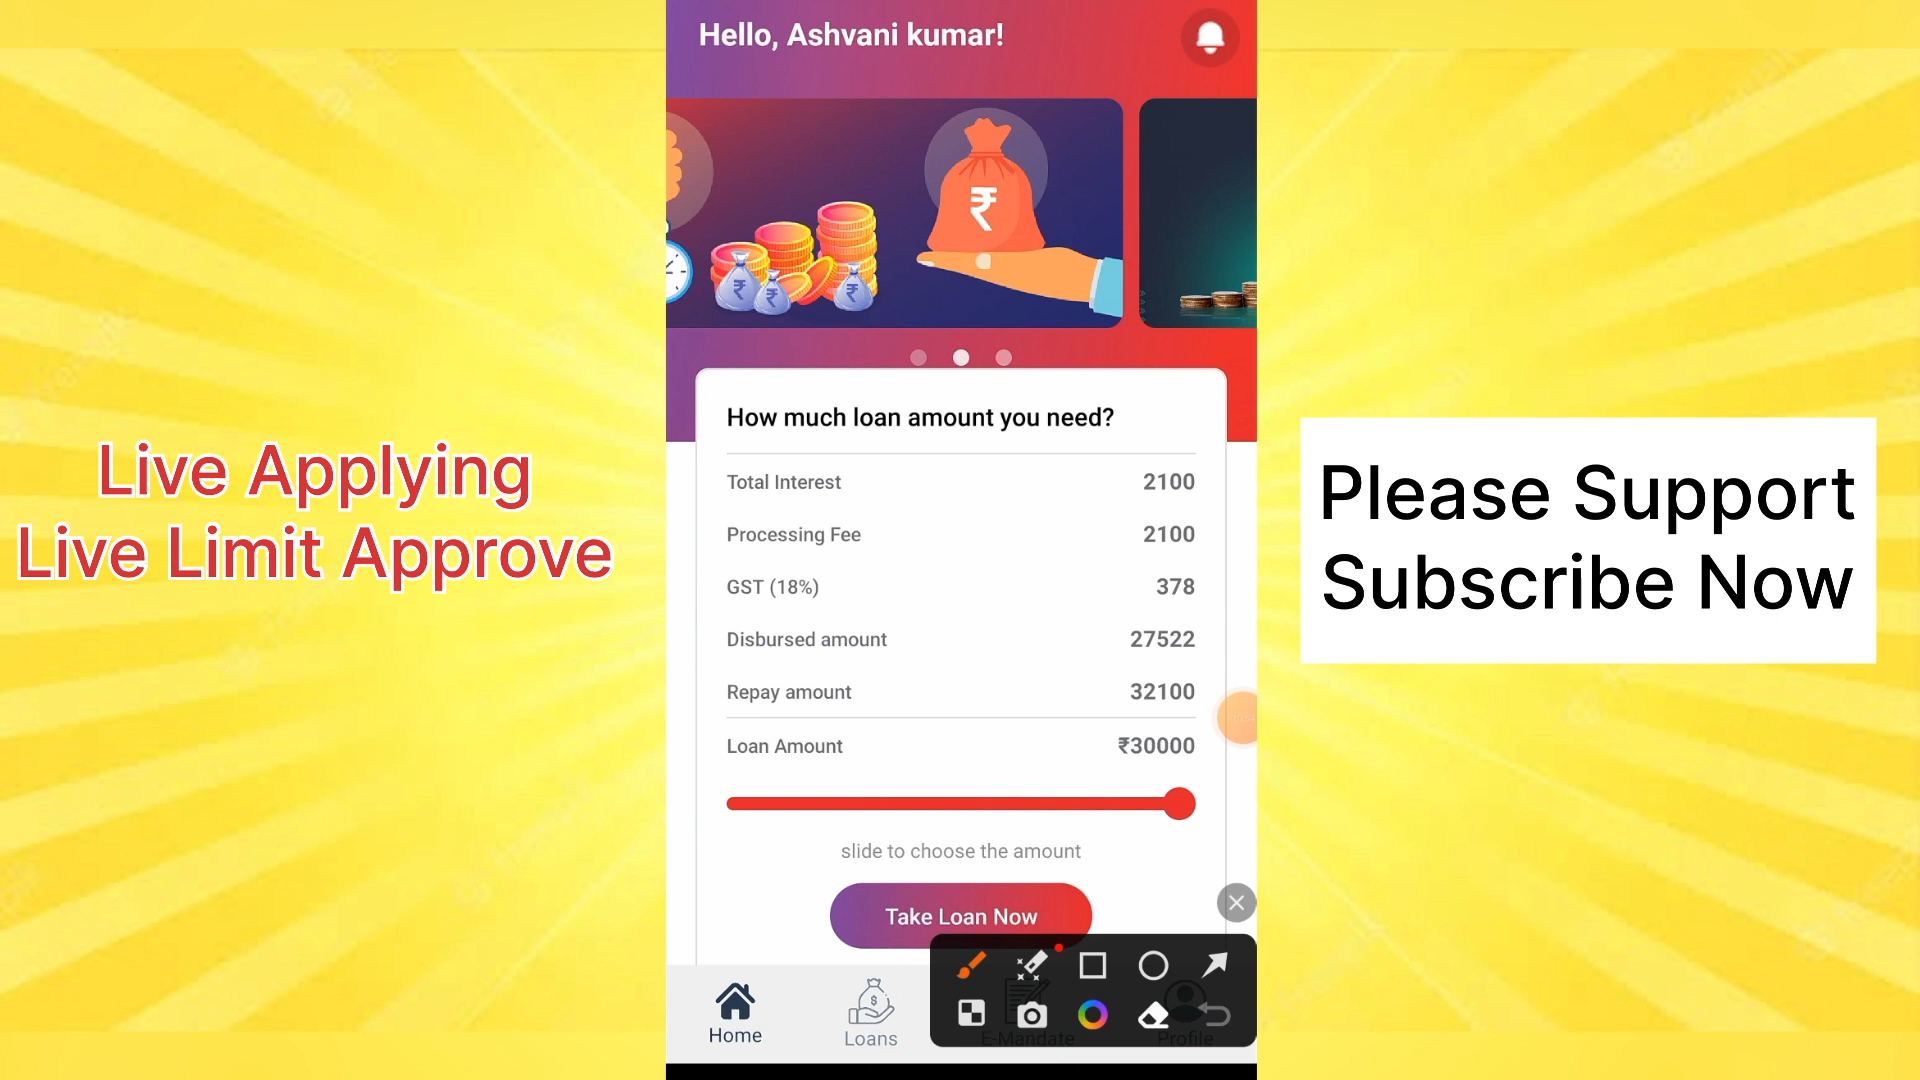 Hello, Ashvani kumar!
How much loan amount you need?
Total Interest 2100
Processing Fee 2100
GST (18%) 378
Disbursed amount 27522
Repay amount 32100
Loan Amount ₹30000
slide to choose the amount
Take Loan Now
Home
Loans
E-Mandate
Profile
Live Applying
Live Limit Approve
Please Support
Subscribe Now